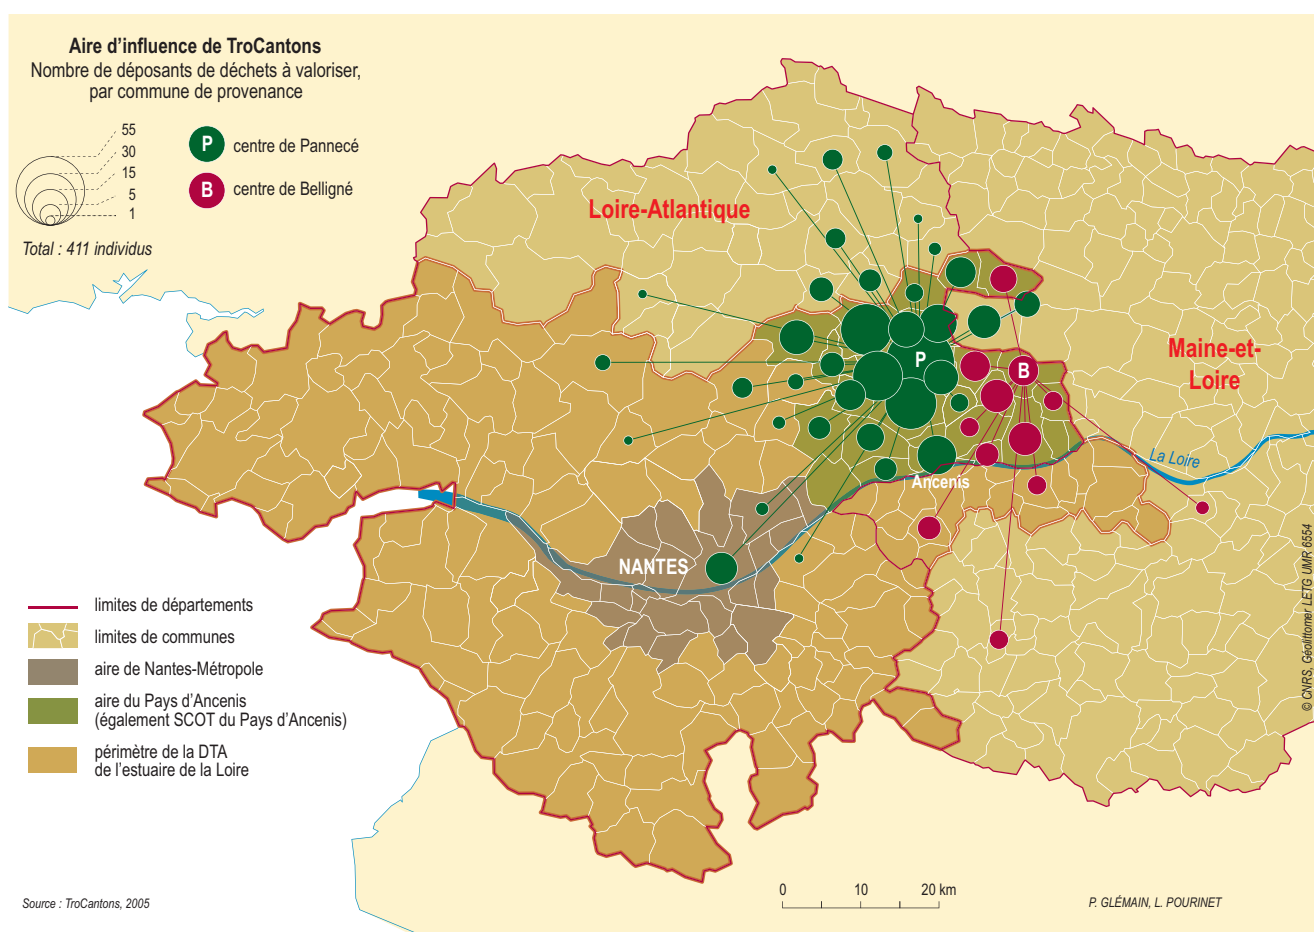 Aire d'influence de TroCantons
Nombre de déposants de déchets à valoriser,
par commune de provenance
55
30
15
5
1
Total : 411 individus
P centre de Pannecé
B centre de Belligné
Loire-Atlantique
Maine-et-
Loire
P
B
La Loire
Ancenis
NANTES
limites de départements
limites de communes
aire de Nantes-Métropole
aire du Pays d'Ancenis
(également SCOT du Pays d'Ancenis)
périmètre de la DTA
de l'estuaire de la Loire
0 10 20 km
Source : TroCantons, 2005
P. GLÉMAIN, L. POURINET
© CNRS, Géolittomer LETG UMR 6554